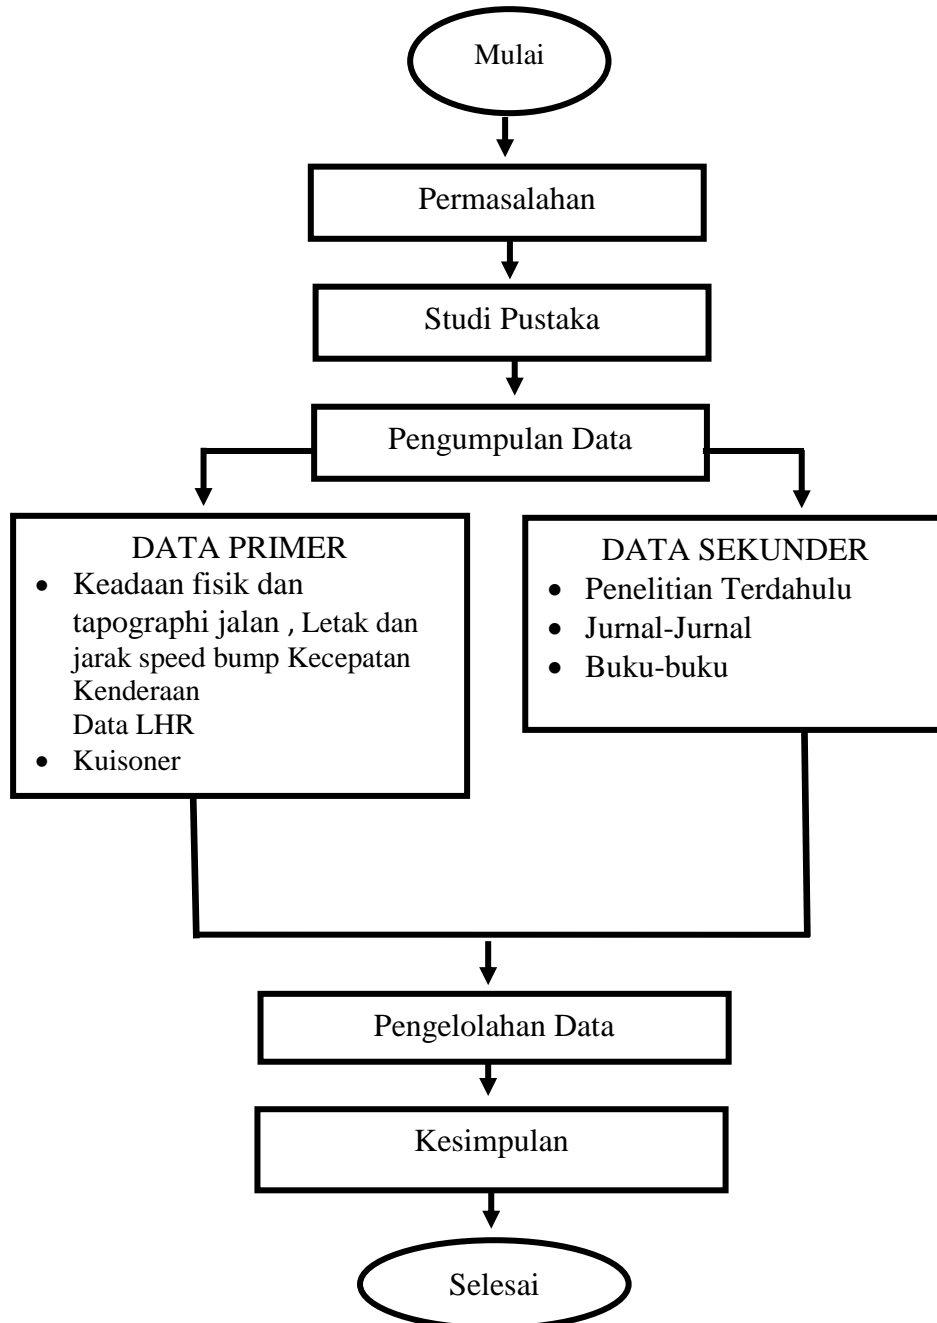 Mulai
Permasalahan
Studi Pustaka
Pengumpulan Data
DATA PRIMER
• Keadaan fisik dan
tapographi jalan , Letak dan
jarak speed bump Kecepatan
Kenderaan
Data LHR
• Kuisoner
DATA SEKUNDER
• Penelitian Terdahulu
• Jurnal-Jurnal
• Buku-buku
Pengelolahan Data
Kesimpulan
Selesai